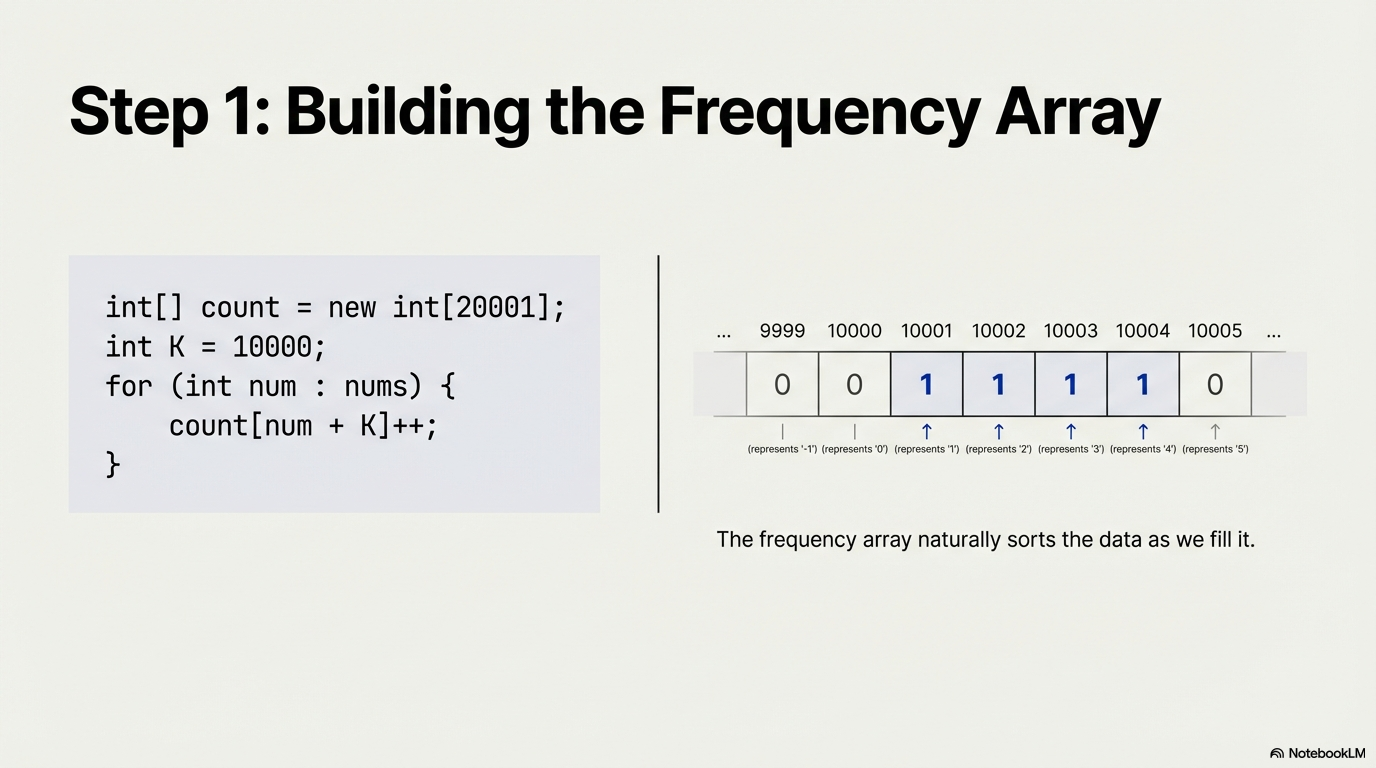 Step 1: Building the Frequency Array
int[] count = new int[20001];
int K = 10000;
for (int num : nums) {
    count[num + K]++;
}
... 9999 10000 10001 10002 10003 10004 10005 ...
0 0 1 1 1 1 0
(represents '-1') (represents '0') (represents '1') (represents '2') (represents '3') (represents '4') (represents '5')
The frequency array naturally sorts the data as we fill it.
NotebookLM